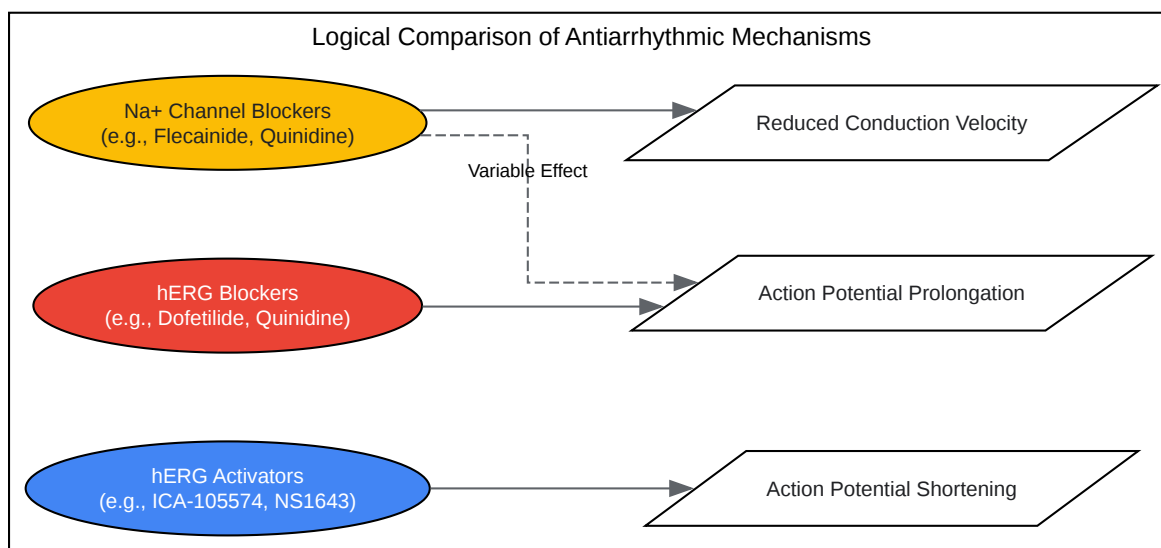 Logical Comparison of Antiarrhythmic Mechanisms
Na+ Channel Blockers
(e.g., Flecainide, Quinidine)
Reduced Conduction Velocity
Variable Effect
hERG Blockers
(e.g., Dofetilide, Quinidine)
Action Potential Prolongation
hERG Activators
(e.g., ICA-105574, NS1643)
Action Potential Shortening